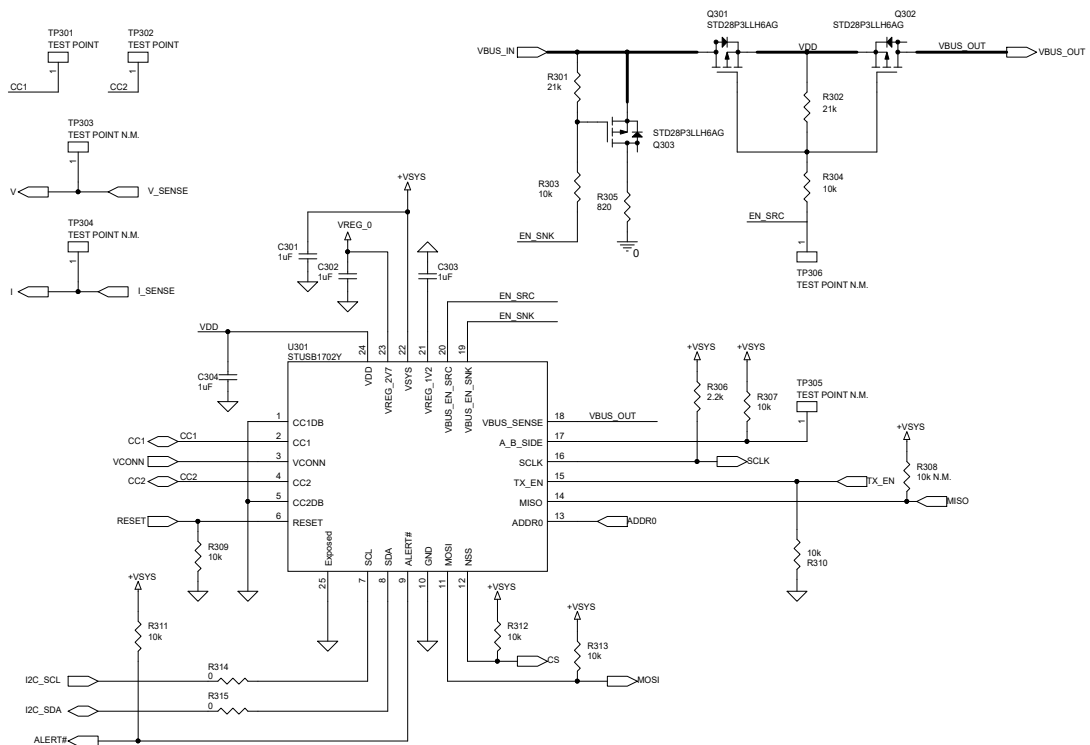 TP301
TEST POINT
1
CC1
TP302
TEST POINT
1
CC2
TP303
TEST POINT N.M.
1
V
V_SENSE
TP304
TEST POINT N.M.
1
I
I_SENSE
Q301
STD28P3LLH6AG
Q302
STD28P3LLH6AG
VBUS_IN
VDD
VBUS_OUT
VBUS_OUT
R301
21k
R302
21k
STD28P3LLH6AG
Q303
R303
10k
R305
820
R304
10k
EN_SNK
0
EN_SRC
1
TP306
TEST POINT N.M.
+VSYS
VREG_0
C301
1uF
C302
1uF
C303
1uF
EN_SRC
EN_SNK
VDD
C304
1uF
U301
STUSB1702Y
24
23
22
21
20
19
VDD
VREG_2V7
VSYS
VREG_1V2
VBUS_EN_SRC
VBUS_EN_SNK
1
CC1DB
CC1
CC1
2
CC1
VCONN
3
VCONN
CC2
CC2
4
CC2
5
CC2DB
RESET
6
RESET
R309
10k
VBUS_SENSE
18
VBUS_OUT
A_B_SIDE
17
SCLK
16
SCLK
TX_EN
15
TX_EN
MISO
14
MISO
ADDR0
13
ADDR0
+VSYS
R306
2.2k
+VSYS
R307
10k
TP305
TEST POINT N.M.
1
+VSYS
R308
10k N.M.
10k
R310
Exposed
SCL
SDA
ALERT#
GND
MOSI
NSS
25
7
8
9
10
11
12
+VSYS
R311
10k
+VSYS
R312
10k
CS
+VSYS
R313
10k
MOSI
I2C_SCL
R314
0
I2C_SDA
R315
0
ALERT#